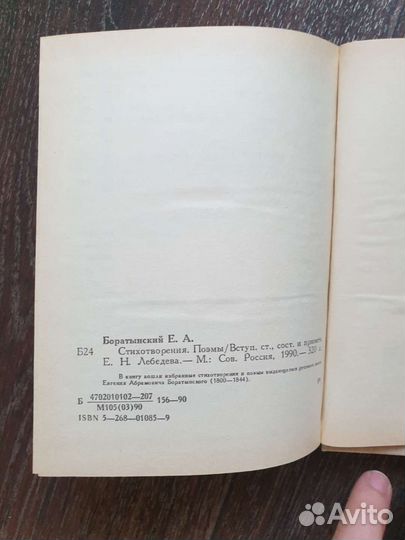 Боратынский Е. А.
Б24 Стихотворения. Поэмы/Вступ. ст., сост. и примеч.
Е. Н. Лебедева.— М.: Сов. Россия, 1990.— 320 с.
В книгу вошли избранные стихотворения и поэмы выдающегося
Евгения Абрамовича Боратынского (1800—1844).
Р
Б 4702010102—207 156—90
М105(03)90
ISBN 5—268—01085—9
Avito